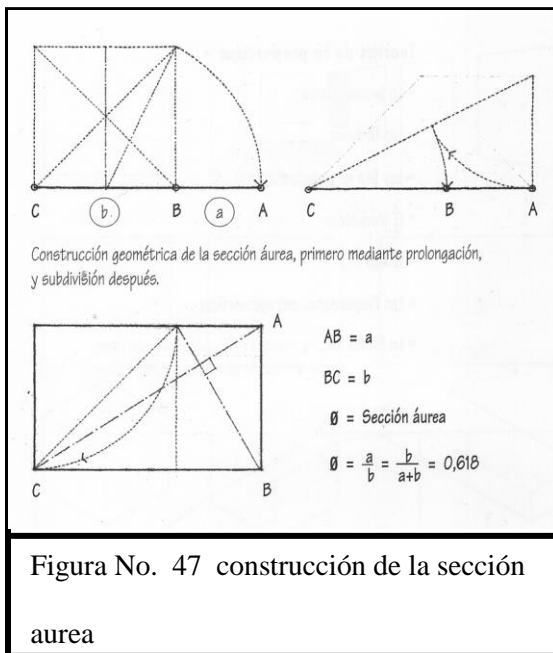 C b B a A
C B A
Construcción geométrica de la sección áurea, primero mediante prolongación,
y subdivisión después.
A
AB = a
BC = b
Ø = Sección áurea
Ø = a/b = b/a+b = 0,618
C B
Figura No. 47 construcción de la sección
aurea